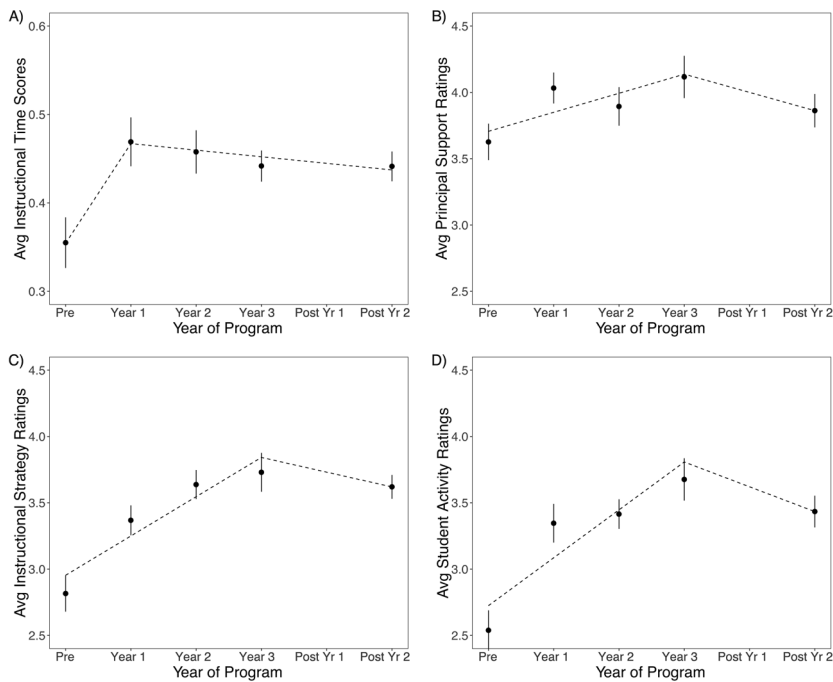 A)
Avg Instructional Time Scores
0.6
0.5
0.4
0.3
Pre Year 1 Year 2 Year 3 Post Yr 1 Post Yr 2
Year of Program
B)
Avg Principal Support Ratings
4.5
4.0
3.5
3.0
2.5
Pre Year 1 Year 2 Year 3 Post Yr 1 Post Yr 2
Year of Program
C)
Avg Instructional Strategy Ratings
4.5
4.0
3.5
3.0
2.5
Pre Year 1 Year 2 Year 3 Post Yr 1 Post Yr 2
Year of Program
D)
Avg Student Activity Ratings
4.5
4.0
3.5
3.0
2.5
Pre Year 1 Year 2 Year 3 Post Yr 1 Post Yr 2
Year of Program